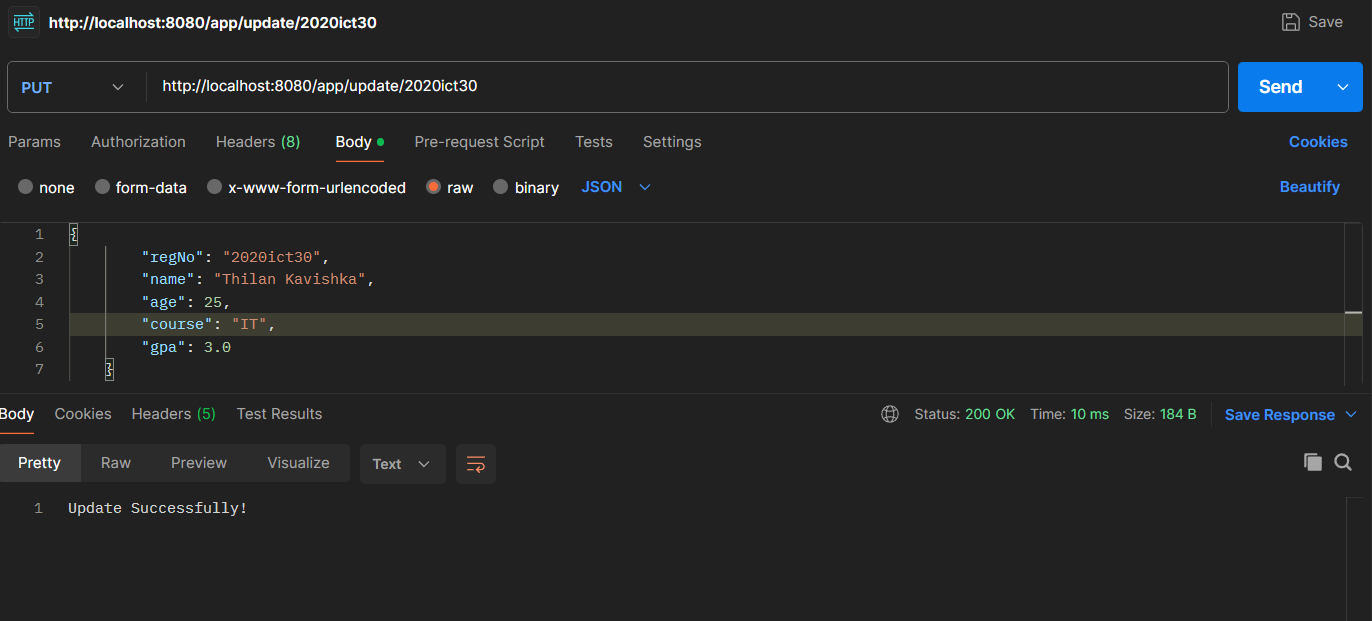 HTTP http://localhost:8080/app/update/2020ict30 Save
PUT http://localhost:8080/app/update/2020ict30 Send
Params Authorization Headers (8) Body Pre-request Script Tests Settings Cookies
none form-data x-www-form-urlencoded raw binary JSON Beautify
1 {
2 "regNo": "2020ict30",
3 "name": "Thilan Kavishka",
4 "age": 25,
5 "course": "IT",
6 "gpa": 3.0
7 }
Body Cookies Headers (5) Test Results Status: 200 OK Time: 10 ms Size: 184 B Save Response
Pretty Raw Preview Visualize Text
1 Update Successfully!